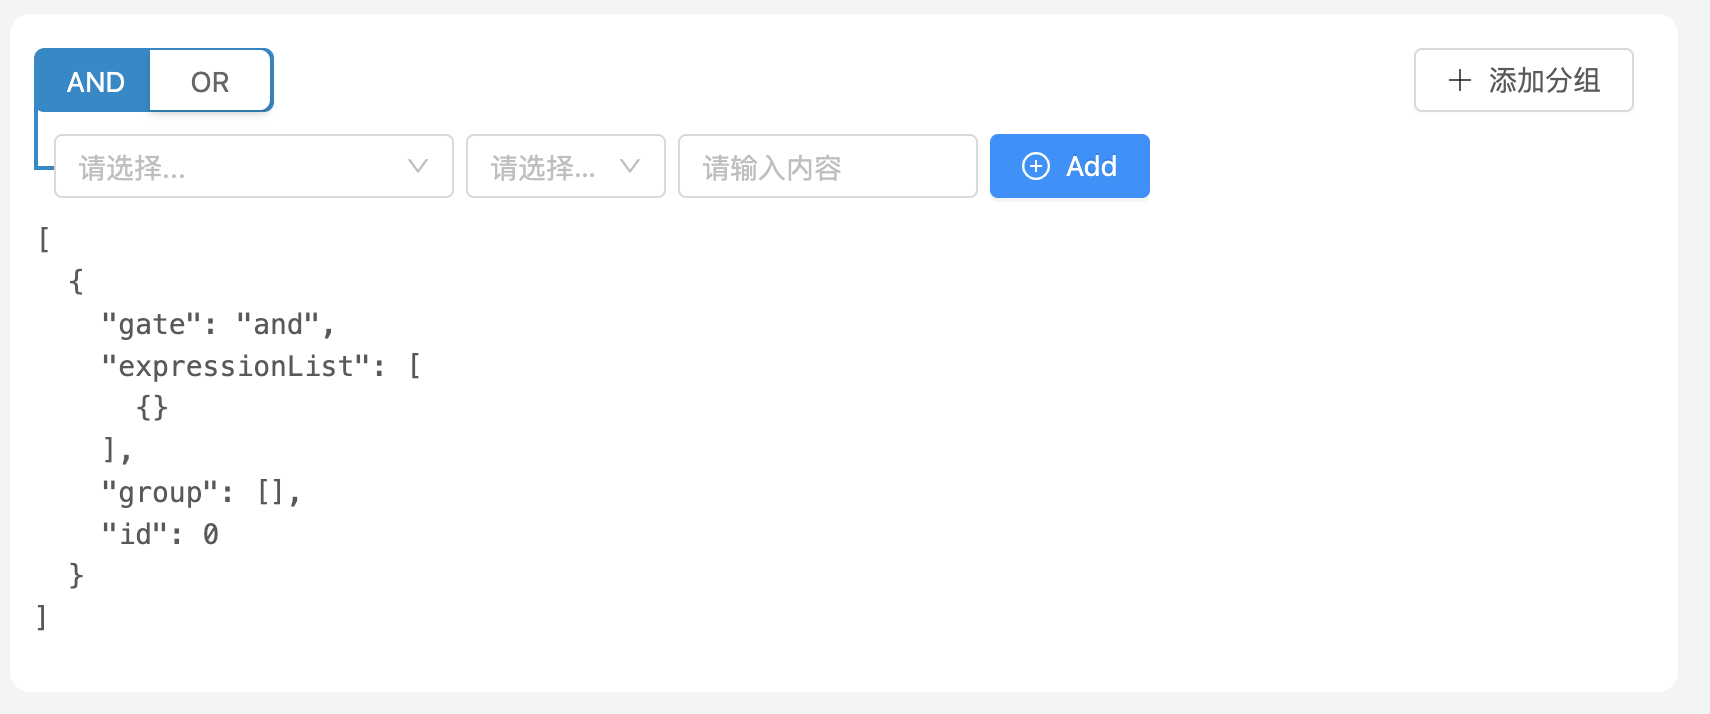 AND OR 添加分组
请选择... 请选择... 请输入内容 Add
[
  {
    "gate": "and",
    "expressionList": [
      {}
    ],
    "group": [],
    "id": 0
  }
]